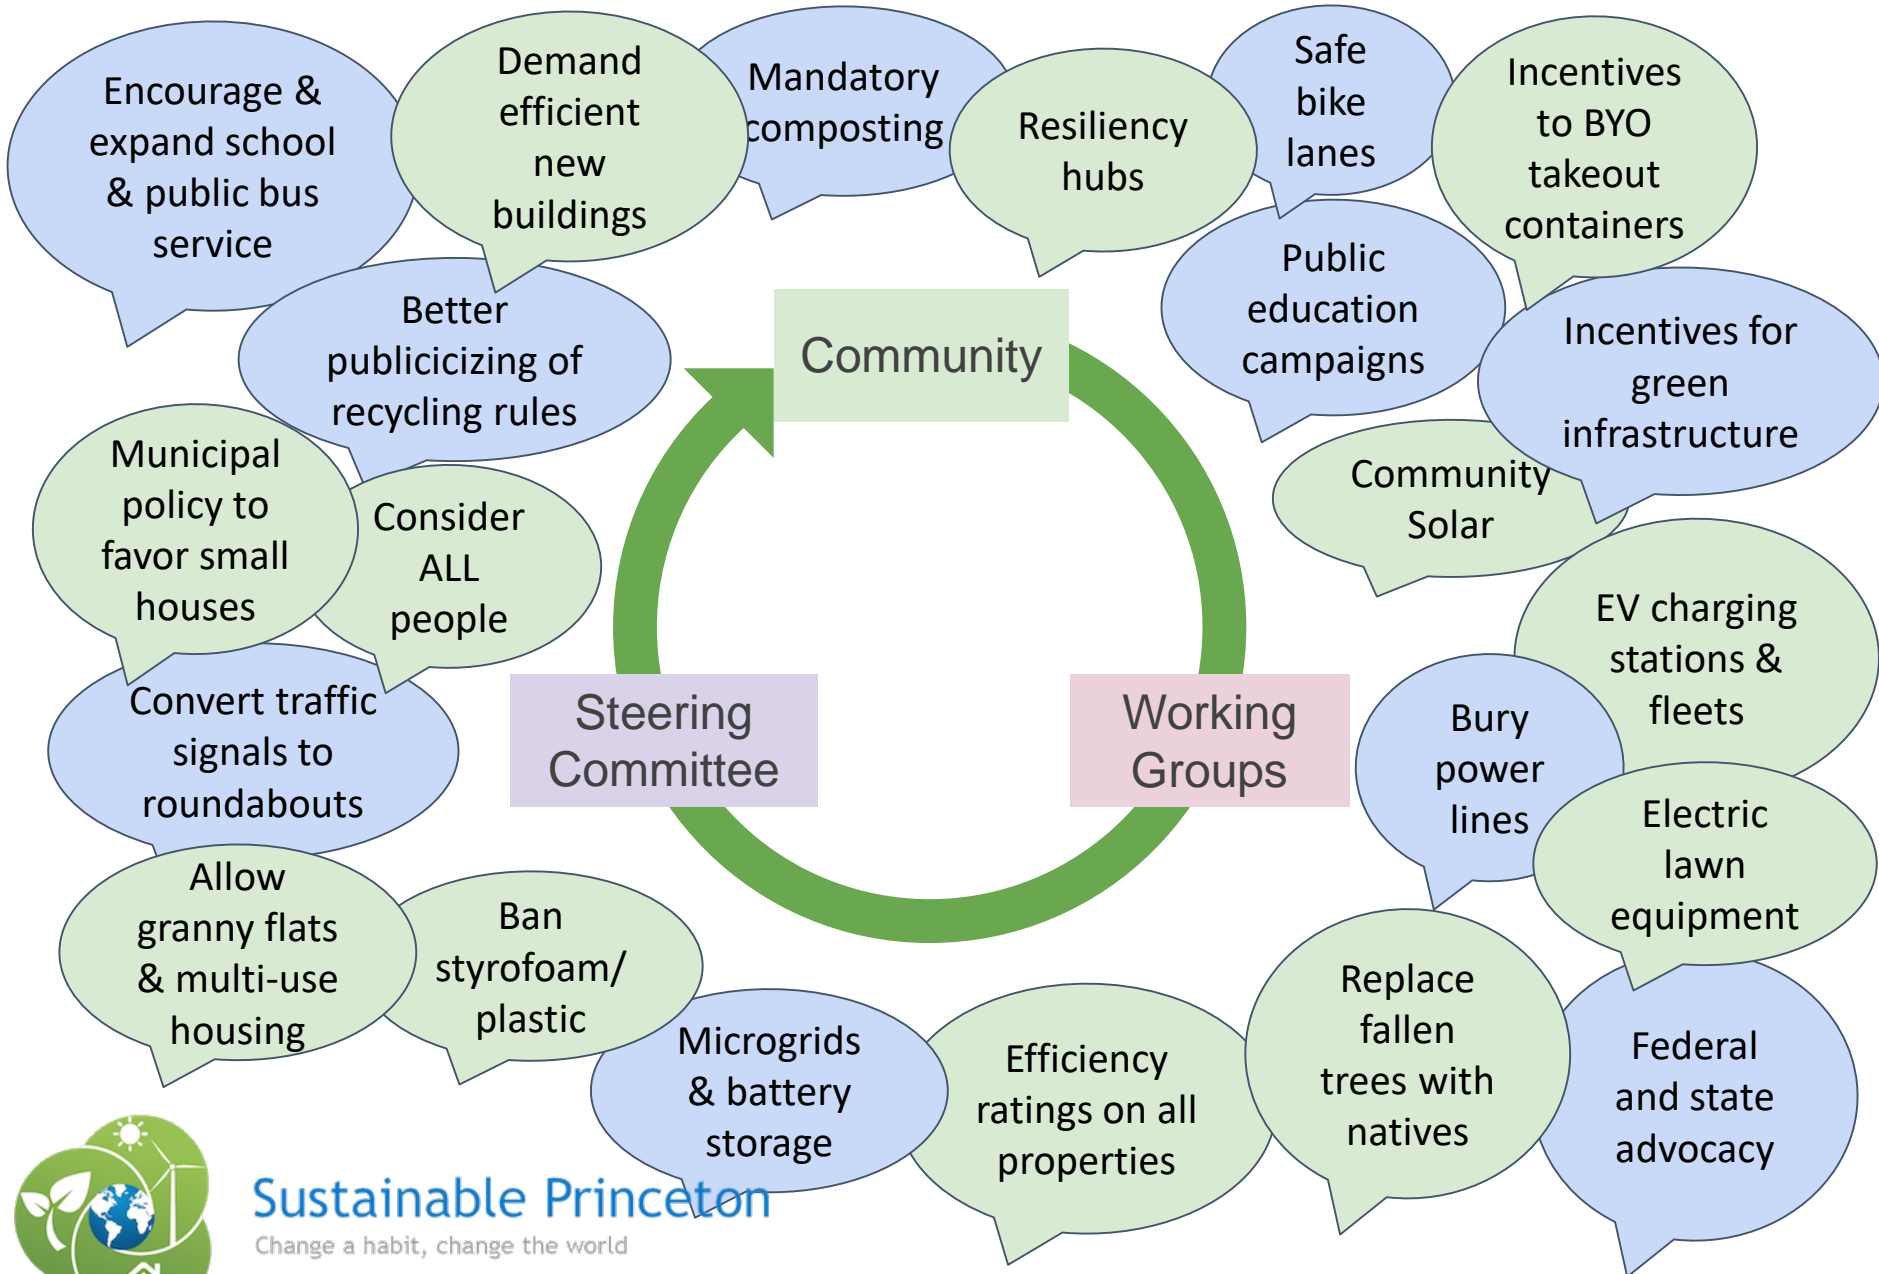 Encourage &
expand school
& public bus
service
Demand
efficient
new
buildings
Mandatory
composting
Resiliency
hubs
Safe
bike
lanes
Incentives
to BYO
takeout
containers
Better
publicicizing of
recycling rules
Community
Public
education
campaigns
Incentives for
green
infrastructure
Municipal
policy to
favor small
houses
Consider
ALL
people
Community
Solar
EV charging
stations &
fleets
Convert traffic
signals to
roundabouts
Steering
Committee
Working
Groups
Bury
power
lines
Electric
lawn
equipment
Allow
granny flats
& multi-use
housing
Ban
styrofoam/
plastic
Microgrids
& battery
storage
Efficiency
ratings on all
properties
Replace
fallen
trees with
natives
Federal
and state
advocacy
Sustainable Princeton
Change a habit, change the world